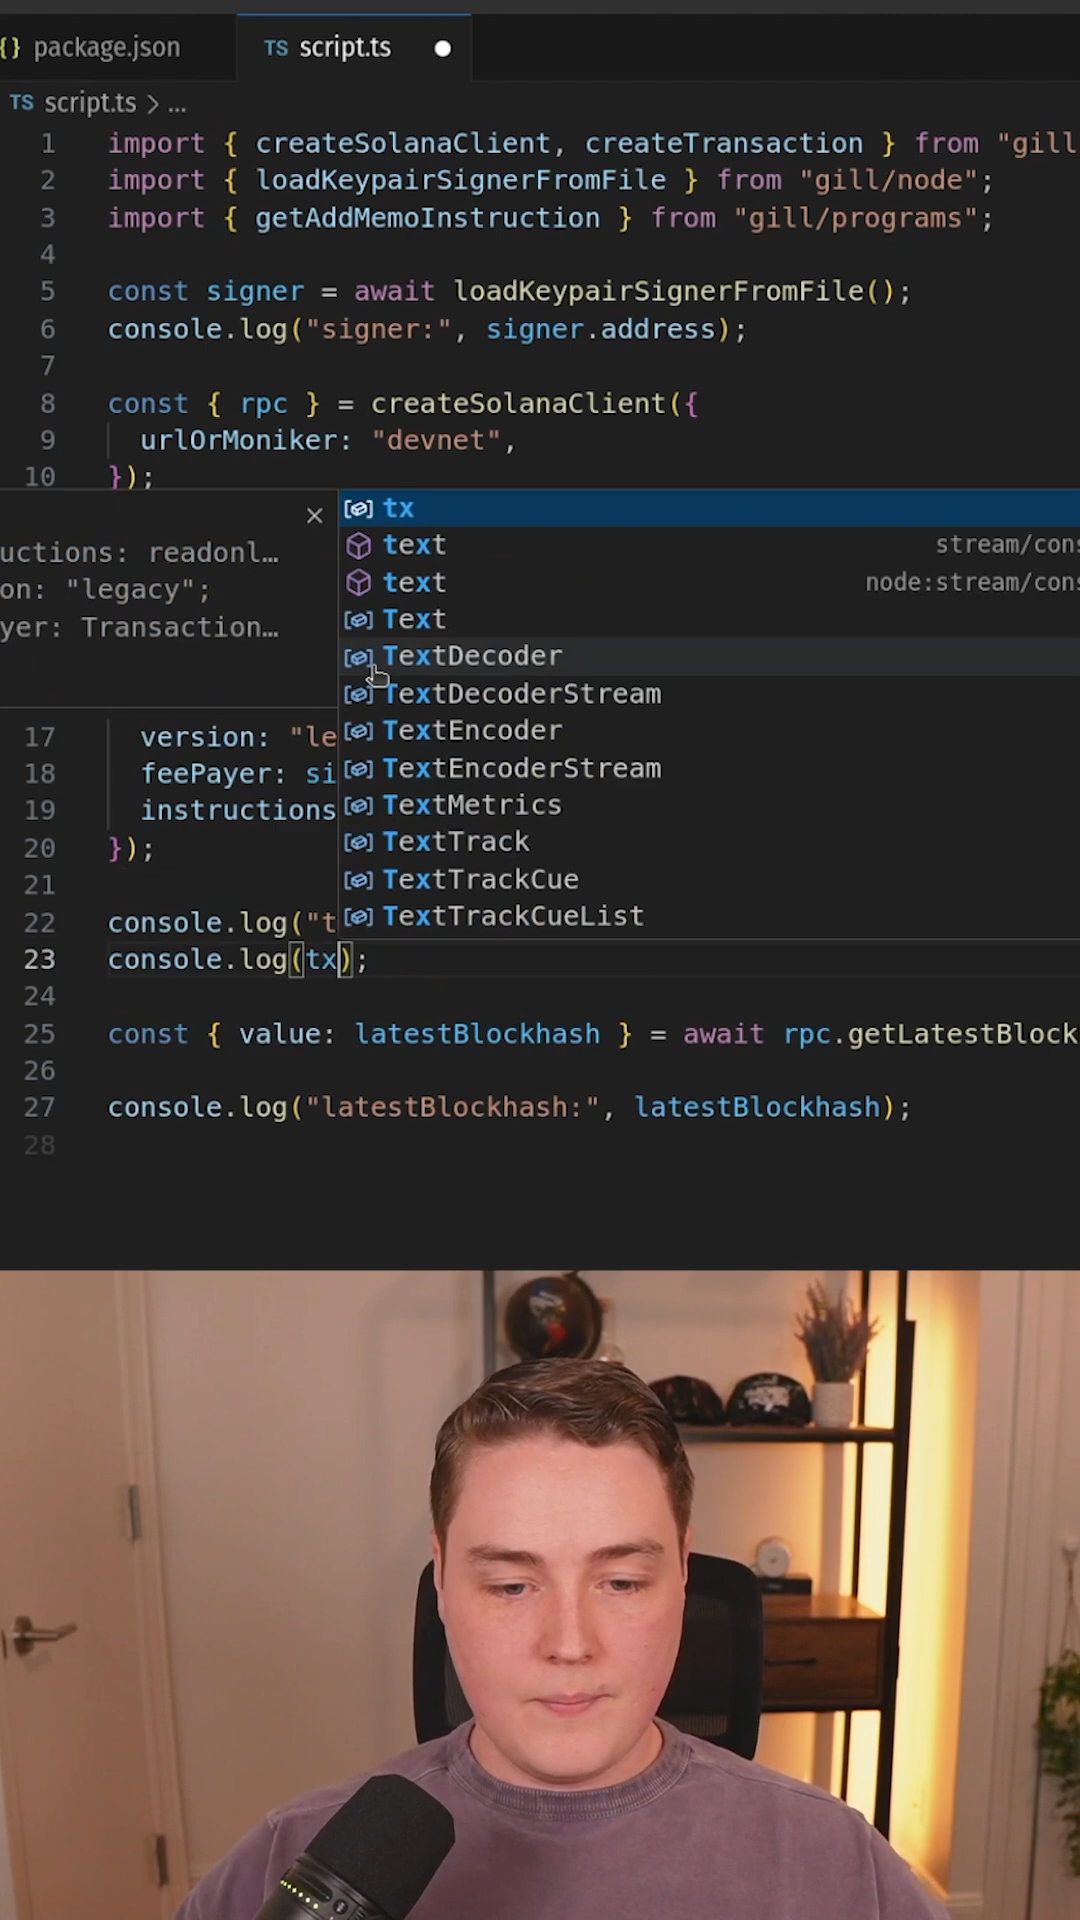 {} package.json
TS script.ts
TS script.ts > ...
1 import { createSolanaClient, createTransaction } from "gill
2 import { loadKeypairSignerFromFile } from "gill/node";
3 import { getAddMemoInstruction } from "gill/programs";
4
5 const signer = await loadKeypairSignerFromFile();
6 console.log("signer:", signer.address);
7
8 const { rpc } = createSolanaClient({
9 urlOrMoniker: "devnet",
10 });
uctions: readonl…
on: "legacy";
yer: Transaction…
tx
text stream/cons
text node:stream/cons
Text
TextDecoder
TextDecoderStream
TextEncoder
TextEncoderStream
TextMetrics
TextTrack
TextTrackCue
TextTrackCueList
17 version: "le
18 feePayer: si
19 instructions
20 });
21
22 console.log("t
23 console.log(tx);
24
25 const { value: latestBlockhash } = await rpc.getLatestBlock
26
27 console.log("latestBlockhash:", latestBlockhash);
28